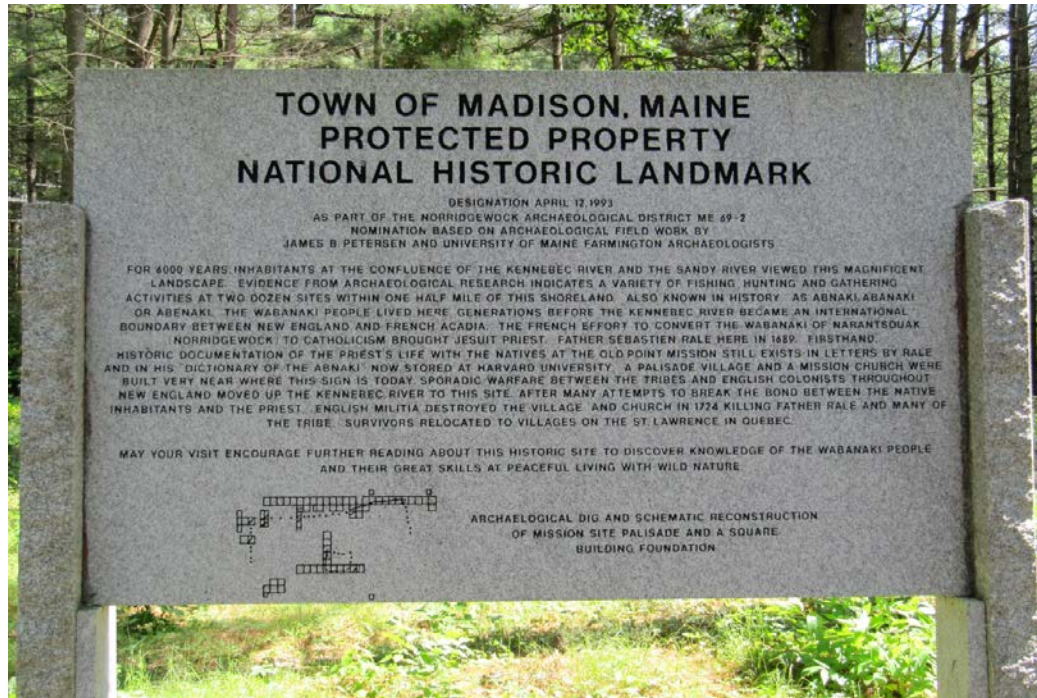 TOWN OF MADISON, MAINE
PROTECTED PROPERTY
NATIONAL HISTORIC LANDMARK
DESIGNATION APRIL 12, 1993
AS PART OF THE NORRIDGEWOCK ARCHAEOLOGICAL DISTRICT ME 69-2
NOMINATION BASED ON ARCHAEOLOGICAL FIELD WORK BY
JAMES B PETERSEN AND UNIVERSITY OF MAINE FARMINGTON ARCHAEOLOGISTS
FOR 6000 YEARS, INHABITANTS AT THE CONFLUENCE OF THE KENNEBEC RIVER AND THE SANDY RIVER VIEWED THIS MAGNIFICENT
LANDSCAPE. EVIDENCE FROM ARCHAEOLOGICAL RESEARCH INDICATES A VARIETY OF FISHING, HUNTING AND GATHERING
ACTIVITIES AT TWO DOZEN SITES WITHIN ONE HALF MILE OF THIS SHORELAND. ALSO KNOWN IN HISTORY, AS ABNAKI, ABANAKI
OR ABENAKI, THE WABANAKI PEOPLE LIVED HERE GENERATIONS BEFORE THE KENNEBEC RIVER BECAME AN INTERNATIONAL
BOUNDARY BETWEEN NEW ENGLAND AND FRENCH ACADIA. THE FRENCH EFFORT TO CONVERT THE WABANAKI OF NARANTSOUAK
(NORRIDGEWOCK) TO CATHOLICISM BROUGHT JESUIT PRIEST, FATHER SEBASTIEN RALE HERE IN 1689. FIRSTHAND,
HISTORIC DOCUMENTATION OF THE PRIEST'S LIFE WITH THE NATIVES AT THE OLD POINT MISSION STILL EXISTS IN LETTERS BY RALE
AND IN HIS "DICTIONARY OF THE ABNAKI" NOW STORED AT HARVARD UNIVERSITY. A PALISADE VILLAGE AND A MISSION CHURCH WERE
BUILT VERY NEAR WHERE THIS SIGN IS TODAY. SPORADIC WARFARE BETWEEN THE TRIBES AND ENGLISH COLONISTS THROUGHOUT
NEW ENGLAND MOVED UP THE KENNEBEC RIVER TO THIS SITE. AFTER MANY ATTEMPTS TO BREAK THE BOND BETWEEN THE NATIVE
INHABITANTS AND THE PRIEST, ENGLISH MILITIA DESTROYED THE VILLAGE AND CHURCH IN 1724 KILLING FATHER RALE AND MANY OF
THE TRIBE. SURVIVORS RELOCATED TO VILLAGES ON THE ST. LAWRENCE IN QUEBEC.
MAY YOUR VISIT ENCOURAGE FURTHER READING ABOUT THIS HISTORIC SITE TO DISCOVER KNOWLEDGE OF THE WABANAKI PEOPLE
AND THEIR GREAT SKILLS AT PEACEFUL LIVING WITH WILD NATURE
ARCHAELOGICAL DIG AND SCHEMATIC RECONSTRUCTION
OF MISSION SITE PALISADE AND A SQUARE
BUILDING FOUNDATION